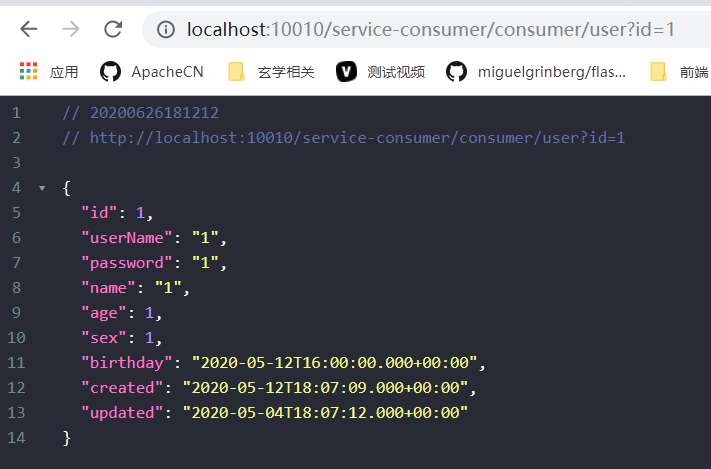 localhost:10010/service-consumer/consumer/user?id=1
应用 ApacheCN 玄学相关 V 测试视频 miguelgrinberg/flas... 前端
1 // 20200626181212
2 // http://localhost:10010/service-consumer/consumer/user?id=1
3
4 {
5 "id": 1,
6 "userName": "1",
7 "password": "1",
8 "name": "1",
9 "age": 1,
10 "sex": 1,
11 "birthday": "2020-05-12T16:00:00.000+00:00",
12 "created": "2020-05-12T18:07:09.000+00:00",
13 "updated": "2020-05-04T18:07:12.000+00:00"
14 }